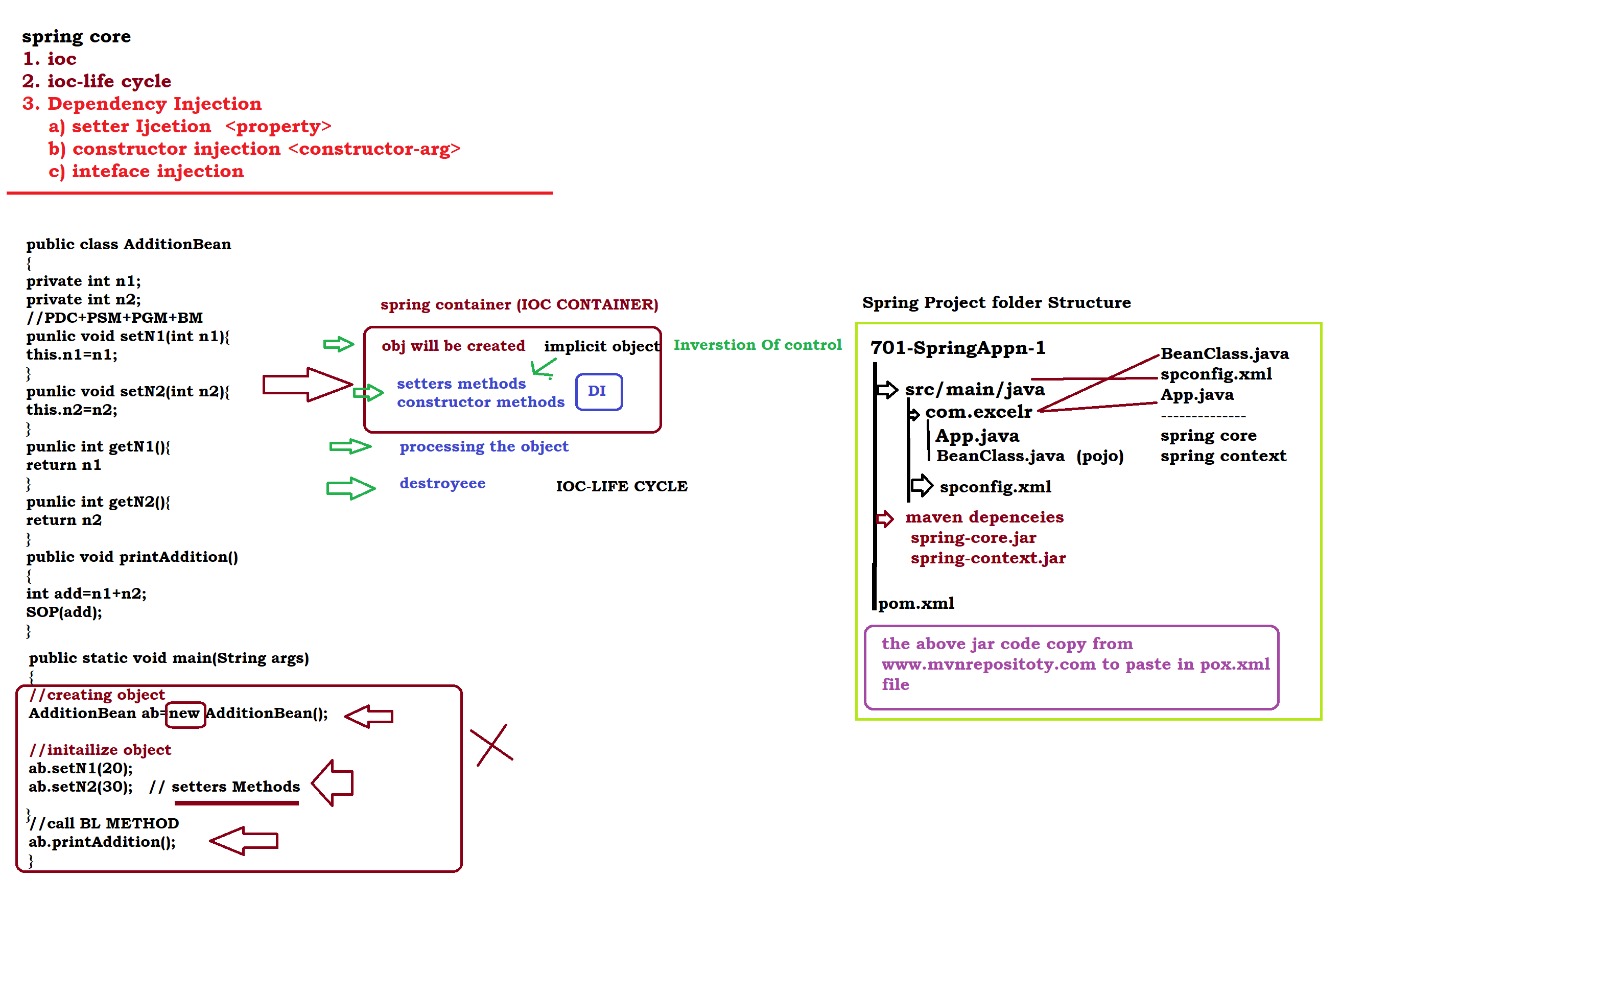 spring core
1. ioc
2. ioc-life cycle
3. Dependency Injection
a) setter Ijcetion <property>
b) constructor injection <constructor-arg>
c) inteface injection
public class AdditionBean
{
private int n1;
private int n2;
//PDC+PSM+PGM+BM
punlic void setN1(int n1){
this.n1=n1;
}
punlic void setN2(int n2){
this.n2=n2;
}
punlic int getN1(){
return n1
}
punlic int getN2(){
return n2
}
public void printAddition()
{
int add=n1+n2;
SOP(add);
}
public static void main(String args)
{
//creating object
AdditionBean ab=new AdditionBean();
//initailize object
ab.setN1(20);
ab.setN2(30); // setters Methods
}
//call BL METHOD
ab.printAddition();
}
spring container (IOC CONTAINER)
obj will be created implicit object
Inverstion Of control
setters methods
constructor methods
DI
processing the object
destroyeee
IOC-LIFE CYCLE
Spring Project folder Structure
701-SpringAppn-1
src/main/java
com.excelr
App.java
BeanClass.java (pojo)
spconfig.xml
maven depenceies
spring-core.jar
spring-context.jar
pom.xml
BeanClass.java
spconfig.xml
App.java
--------------
spring core
spring context
the above jar code copy from
www.mvnrepositoty.com to paste in pox.xml
file